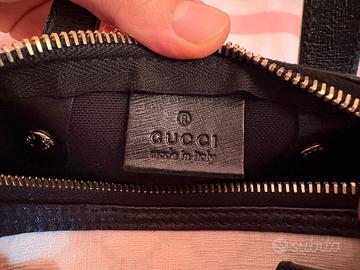 ®
GUCCI
made in italy
subito